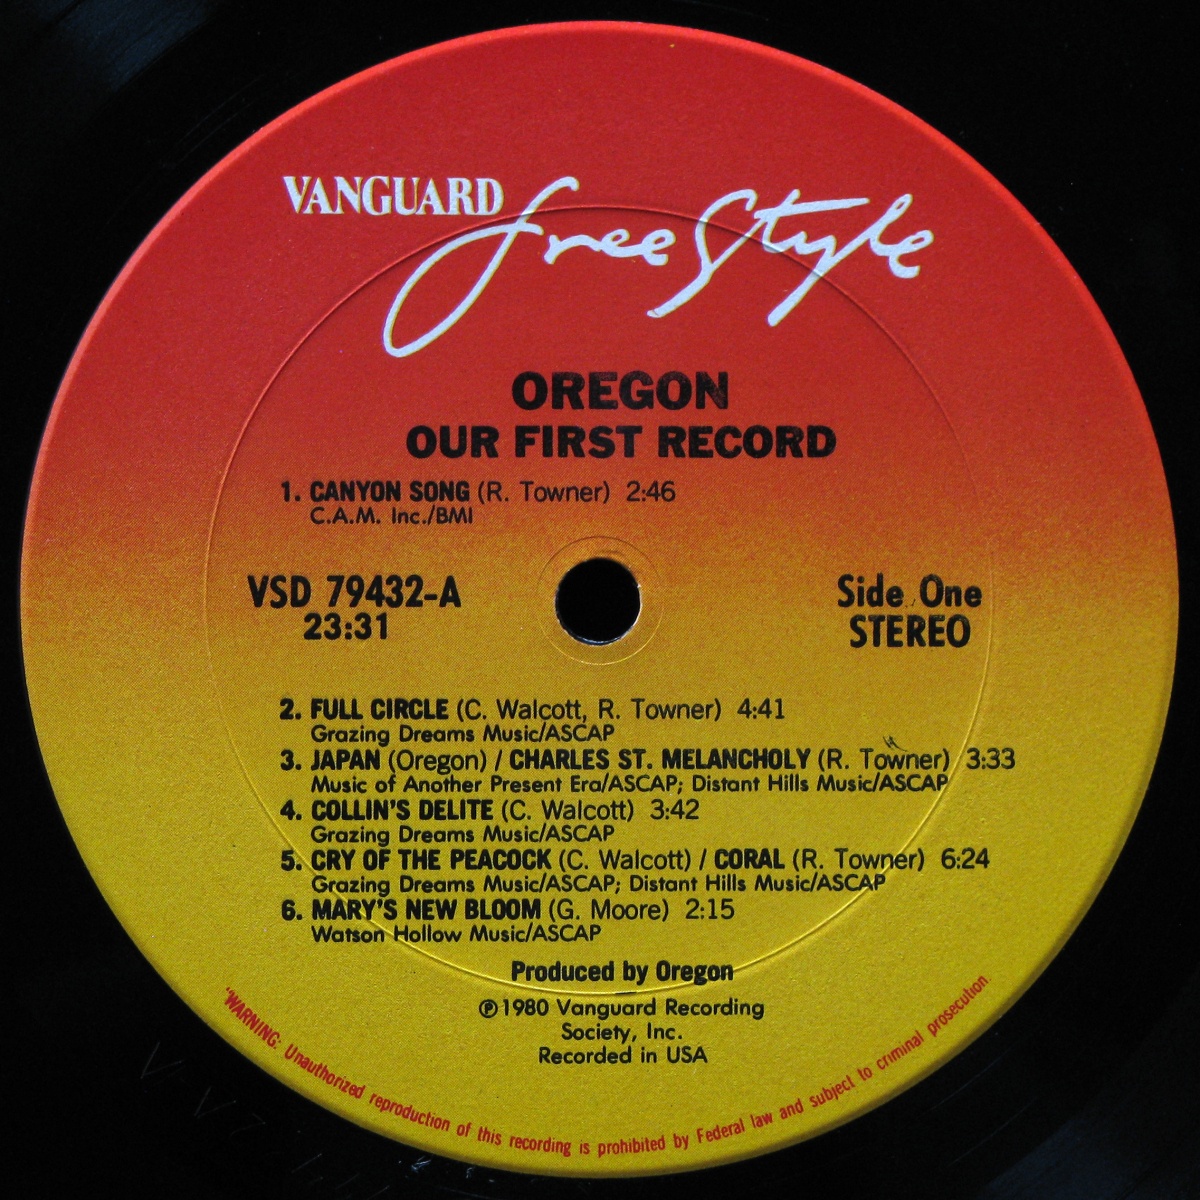 VANGUARD free Style
OREGON
OUR FIRST RECORD
1. CANYON SONG (R. Towner) 2:46
C.A.M. Inc./BMI
VSD 79432-A
23:31
Side One
STEREO
2. FULL CIRCLE (C. Walcott, R. Towner) 4:41
Grazing Dreams Music/ASCAP
3. JAPAN (Oregon) / CHARLES ST. MELANCHOLY (R. Towner) 3:33
Music of Another Present Era/ASCAP; Distant Hills Music/ASCAP
4. COLLIN'S DELITE (C. Walcott) 3:42
Grazing Dreams Music/ASCAP
5. CRY OF THE PEACOCK (C. Walcott) / CORAL (R. Towner) 6:24
Grazing Dreams Music/ASCAP; Distant Hills Music/ASCAP
6. MARY'S NEW BLOOM (G. Moore) 2:15
Watson Hollow Music/ASCAP
Produced by Oregon
℗ 1980 Vanguard Recording
Society, Inc.
Recorded in USA
"WARNING: Unauthorized reproduction of this recording is prohibited by Federal law and subject to criminal prosecution.